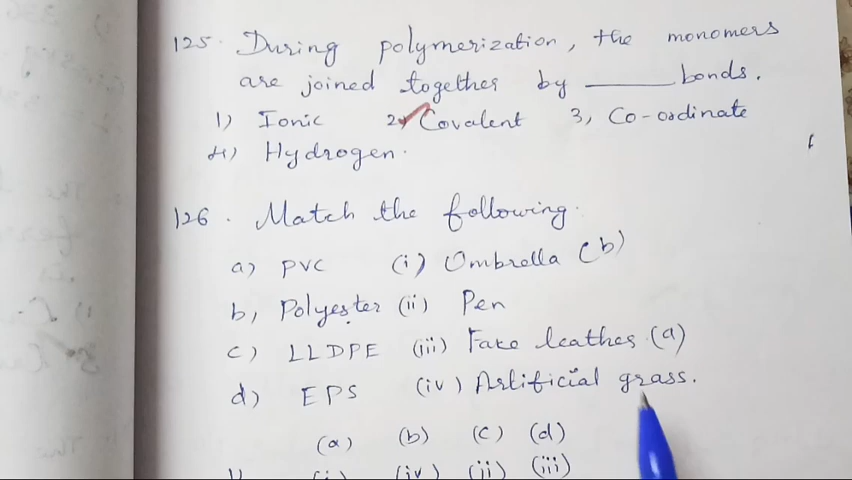 125. During polymerization, the monomers
are joined together by ______ bonds.
1) Ionic 2, Covalent 3, Co-ordinate
4) Hydrogen.
126. Match the following.
a) PVC (i) Umbrella (b)
b, Polyester (ii) Pen
c) LLDPE (iii) Fake leather. (a)
d) EPS (iv) Artificial grass.
(a) (b) (c) (d)
1) (i) (iv) (ii) (iii)